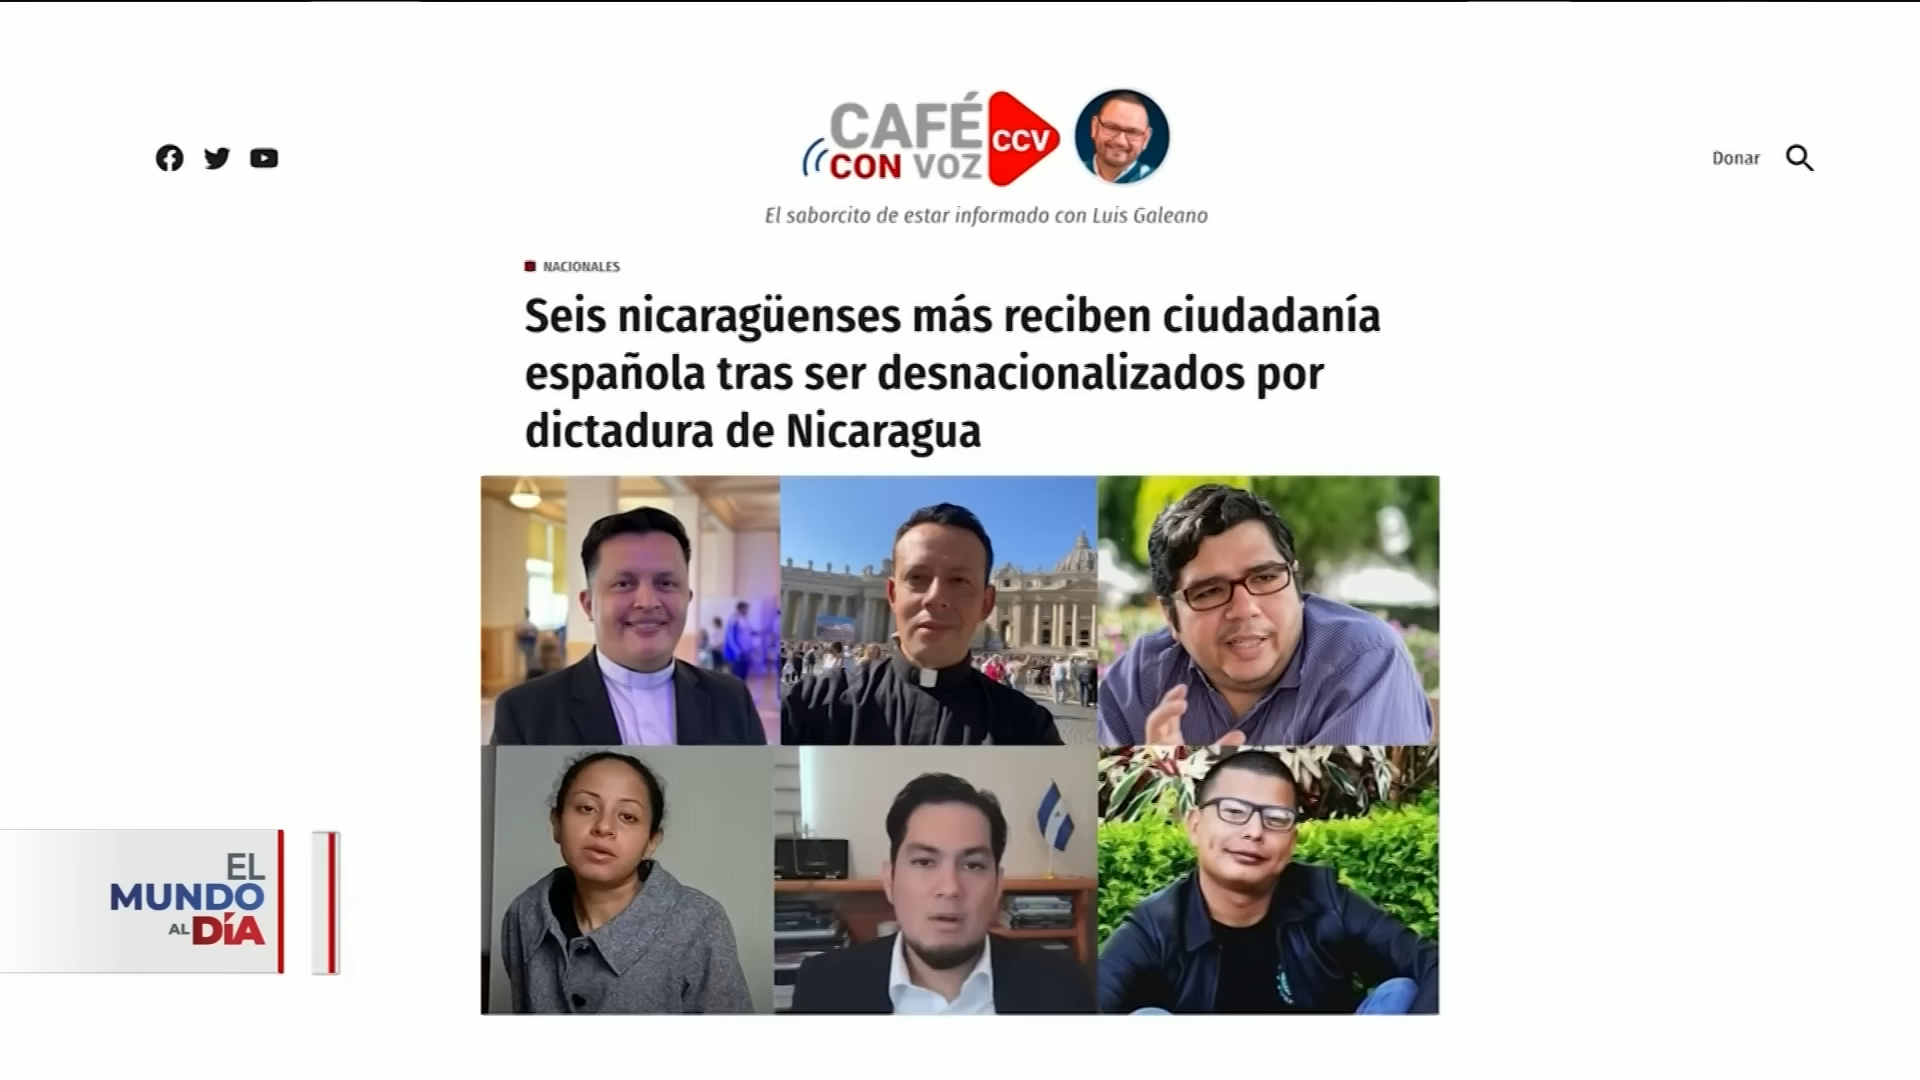 CAFÉ
CON VOZ
CCV
Donar
El saborcito de estar informado con Luis Galeano
NACIONALES
Seis nicaragüenses más reciben ciudadanía
española tras ser desnacionalizados por
dictadura de Nicaragua
EL
MUNDO
AL DÍA